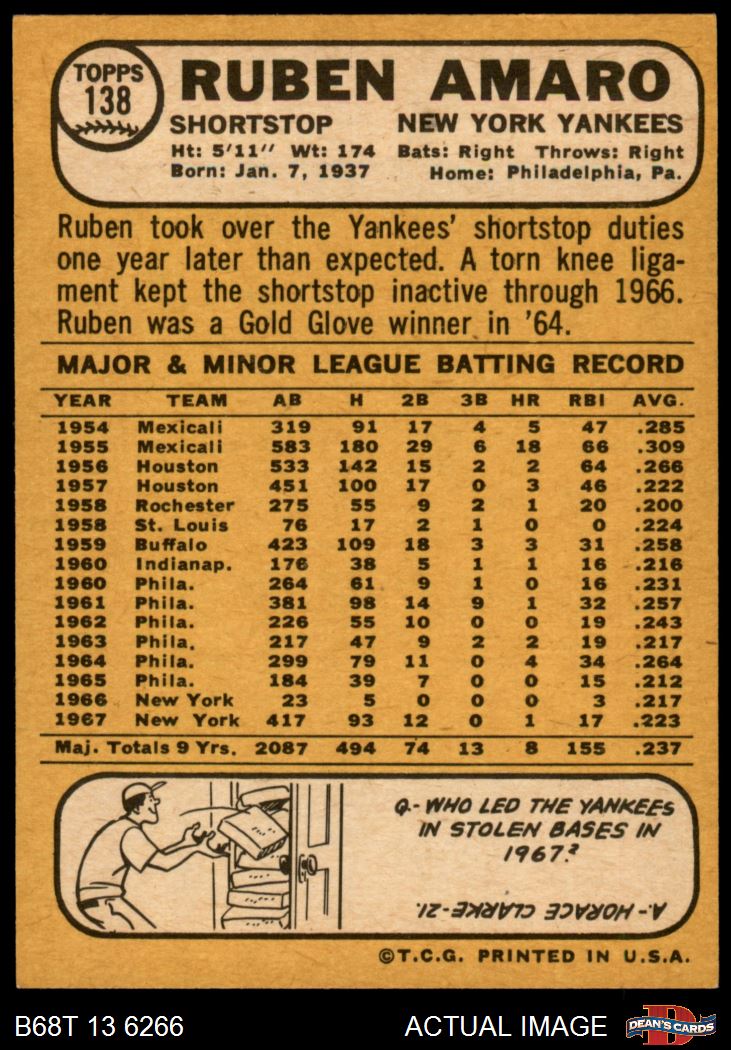 TOPPS
138
RUBEN AMARO
SHORTSTOP NEW YORK YANKEES
Ht: 5'11" Wt: 174 Bats: Right Throws: Right
Born: Jan. 7, 1937 Home: Philadelphia, Pa.
Ruben took over the Yankees' shortstop duties
one year later than expected. A torn knee liga-
ment kept the shortstop inactive through 1966.
Ruben was a Gold Glove winner in '64.
MAJOR & MINOR LEAGUE BATTING RECORD
YEAR TEAM AB H 2B 3B HR RBI AVG.
1954 Mexicali 319 91 17 4 5 47 .285
1955 Mexicali 583 180 29 6 18 66 .309
1956 Houston 533 142 15 2 2 64 .266
1957 Houston 451 100 17 0 3 46 .222
1958 Rochester 275 55 9 2 1 20 .200
1958 St. Louis 76 17 2 1 0 0 .224
1959 Buffalo 423 109 18 3 3 31 .258
1960 Indianap. 176 38 5 1 1 16 .216
1960 Phila. 264 61 9 1 0 16 .231
1961 Phila. 381 98 14 9 1 32 .257
1962 Phila. 226 55 10 0 0 19 .243
1963 Phila. 217 47 9 2 2 19 .217
1964 Phila. 299 79 11 0 4 34 .264
1965 Phila. 184 39 7 0 0 15 .212
1966 New York 23 5 0 0 0 3 .217
1967 New York 417 93 12 0 1 17 .223
Maj. Totals 9 Yrs. 2087 494 74 13 8 155 .237
Q-WHO LED THE YANKEES
IN STOLEN BASES IN
1967?
A-HORACE CLARKE-21.
©T.C.G. PRINTED IN U.S.A.
B68T 13 6266 ACTUAL IMAGE DEAN'S CARDS